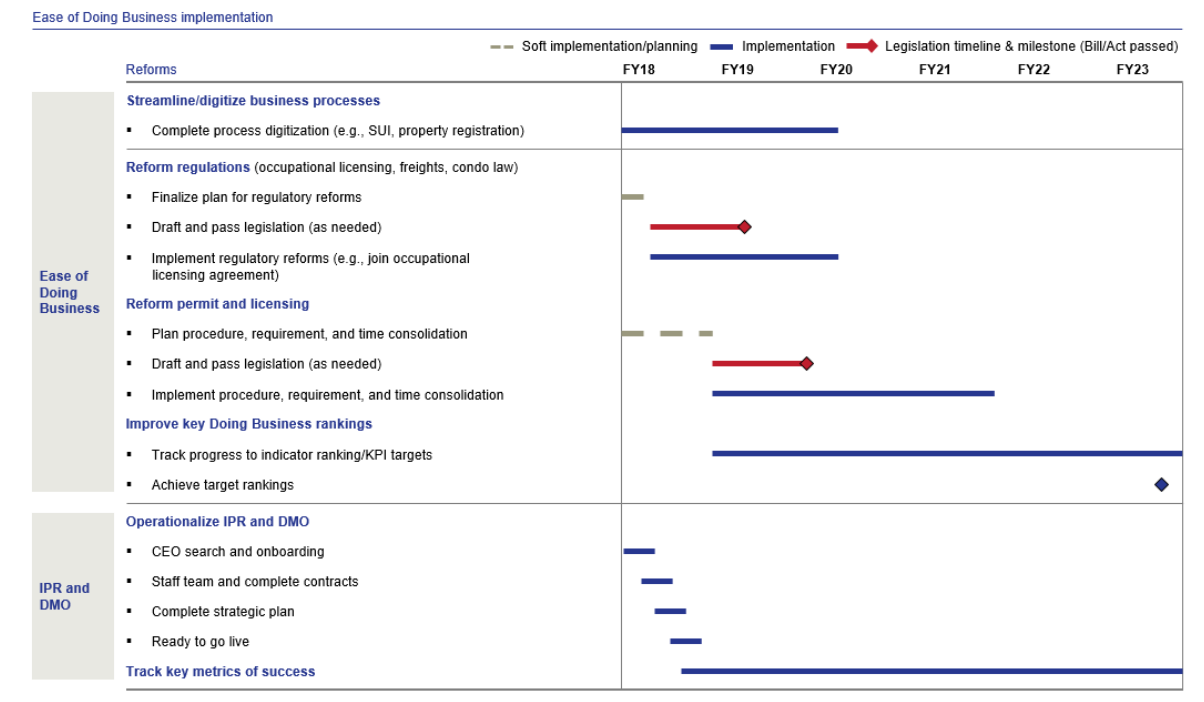 Ease of Doing Business implementation
Soft implementation/planning Implementation Legislation timeline & milestone (Bill/Act passed)
Reforms FY18 FY19 FY20 FY21 FY22 FY23
Ease of
Doing
Business
Streamline/digitize business processes
▪ Complete process digitization (e.g., SUI, property registration)
Reform regulations (occupational licensing, freights, condo law)
▪ Finalize plan for regulatory reforms
▪ Draft and pass legislation (as needed)
▪ Implement regulatory reforms (e.g., join occupational
licensing agreement)
Reform permit and licensing
▪ Plan procedure, requirement, and time consolidation
▪ Draft and pass legislation (as needed)
▪ Implement procedure, requirement, and time consolidation
Improve key Doing Business rankings
▪ Track progress to indicator ranking/KPI targets
▪ Achieve target rankings
IPR and
DMO
Operationalize IPR and DMO
▪ CEO search and onboarding
▪ Staff team and complete contracts
▪ Complete strategic plan
▪ Ready to go live
Track key metrics of success